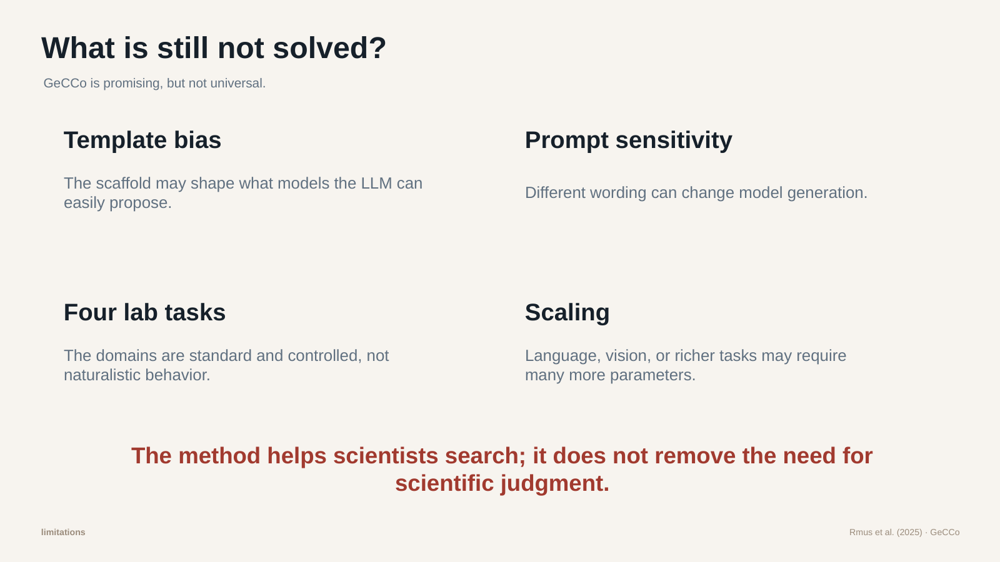 What is still not solved?
GeCCo is promising, but not universal.
Template bias
The scaffold may shape what models the LLM can
easily propose.
Prompt sensitivity
Different wording can change model generation.
Four lab tasks
The domains are standard and controlled, not
naturalistic behavior.
Scaling
Language, vision, or richer tasks may require
many more parameters.
The method helps scientists search; it does not remove the need for
scientific judgment.
limitations
Rmus et al. (2025) · GeCCo